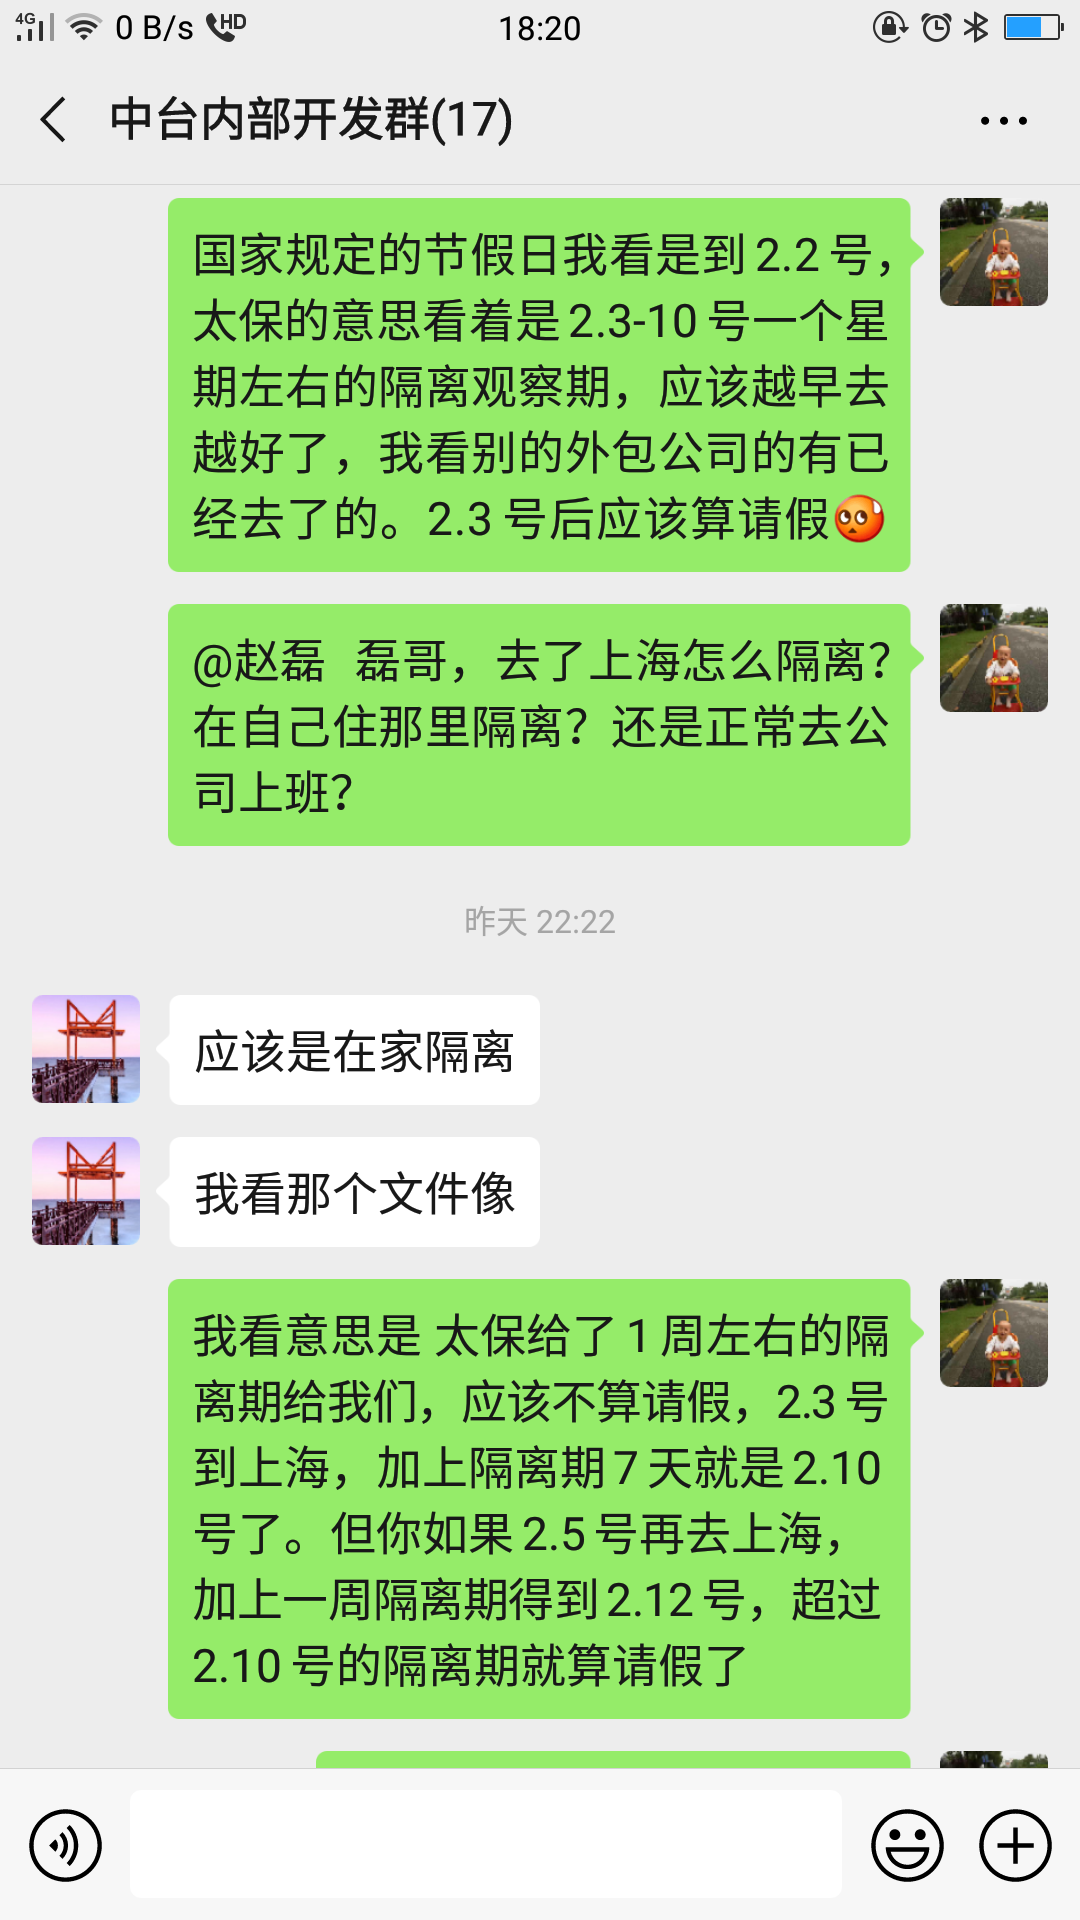 4G 0 B/s HD 18:20
中台内部开发群(17)
国家规定的节假日我看是到2.2号，
太保的意思看着是2.3-10号一个星
期左右的隔离观察期，应该越早去
越好了，我看别的外包公司的有已
经去了的。2.3号后应该算请假
@赵磊 磊哥，去了上海怎么隔离？
在自己住那里隔离？还是正常去公
司上班？
昨天 22:22
应该是在家隔离
我看那个文件像
我看意思是 太保给了1周左右的隔
离期给我们，应该不算请假，2.3号
到上海，加上隔离期7天就是2.10
号了。但你如果2.5号再去上海，
加上一周隔离期得到2.12号，超过
2.10号的隔离期就算请假了